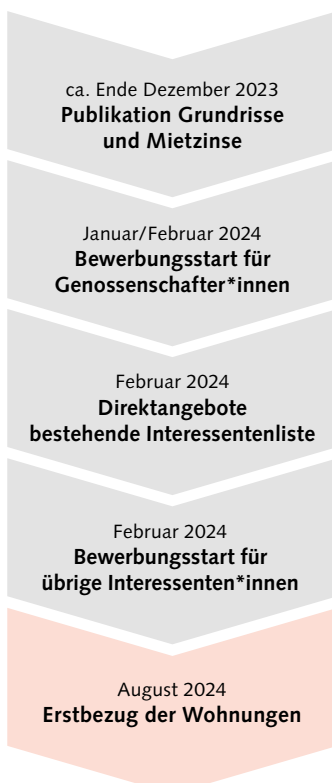 ca. Ende Dezember 2023
Publikation Grundrisse
und Mietzinse
Januar/Februar 2024
Bewerbungsstart für
Genossenschafter*innen
Februar 2024
Direktangebote
bestehende Interessentenliste
Februar 2024
Bewerbungsstart für
übrige Interessenten*innen
August 2024
Erstbezug der Wohnungen